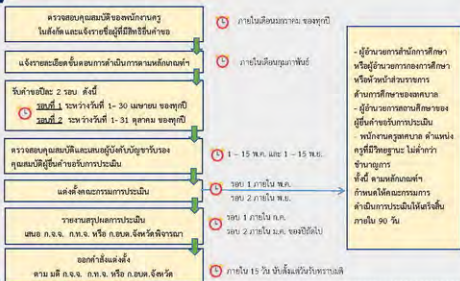 ตรวจสอบคุณสมบัติของพนักงานครู
ในสังกัดและแจ้งรายชื่อผู้ที่มีสิทธิยื่นคำขอ
ภายในเดือนมกราคม ของทุกปี
แจ้งรายละเอียดขั้นตอนการดำเนินการตามหลักเกณฑ์ฯ
ภายในเดือนกุมภาพันธ์
รับคำขอปีละ 2 รอบ ดังนี้
รอบที่ 1 ระหว่างวันที่ 1- 30 เมษายน ของทุกปี
รอบที่ 2 ระหว่างวันที่ 1- 31 ตุลาคม ของทุกปี
ตรวจสอบคุณสมบัติและเสนอผู้บังคับบัญชารับรอง
คุณสมบัติผู้ยื่นคำขอรับการประเมิน
1 – 15 พ.ค. และ 1 – 15 พ.ย.
แต่งตั้งคณะกรรมการประเมิน
รอบ 1 ภายใน พ.ค.
รอบ 2 ภายใน พ.ย.
รายงานสรุปผลการประเมิน
เสนอ ก.จ.จ. ก.ท.จ. หรือ ก.อบต.จังหวัดพิจารณา
รอบ 1 ภายใน ก.ค.
รอบ 2 ภายใน ม.ค. ของปีถัดไป
ออกคำสั่งแต่งตั้ง
ตาม มติ ก.จ.จ. ก.ท.จ. หรือ ก.อบต.จังหวัด
ภายใน 15 วัน นับตั้งแต่วันรับทราบมติ
- ผู้อำนวยการสำนักการศึกษา
หรือผู้อำนวยการกองการศึกษา
หรือหัวหน้าส่วนราชการ
ด้านการศึกษาของเทศบาล
- ผู้อำนวยการสถานศึกษาของ
ผู้ยื่นคำขอรับการประเมิน
- พนักงานครูเทศบาล ตำแหน่ง
ครูที่มีวิทยฐานะ ไม่ต่ำกว่า
ชำนาญการ
ทั้งนี้ ตามหลักเกณฑ์ฯ
กำหนดให้คณะกรรมการ
ดำเนินการประเมินให้เสร็จสิ้น
ภายใน 90 วัน